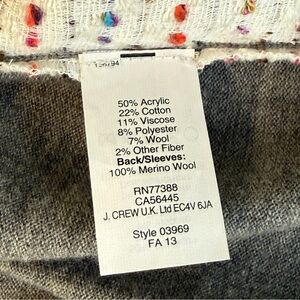 50% Acrylic
22% Cotton
11% Viscose
8% Polyester
7% Wool
2% Other Fiber
Back/Sleeves:
100% Merino Wool
RN77388
CA56445
J. CREW U.K. Ltd EC4V 6JA
Style 03969
FA 13